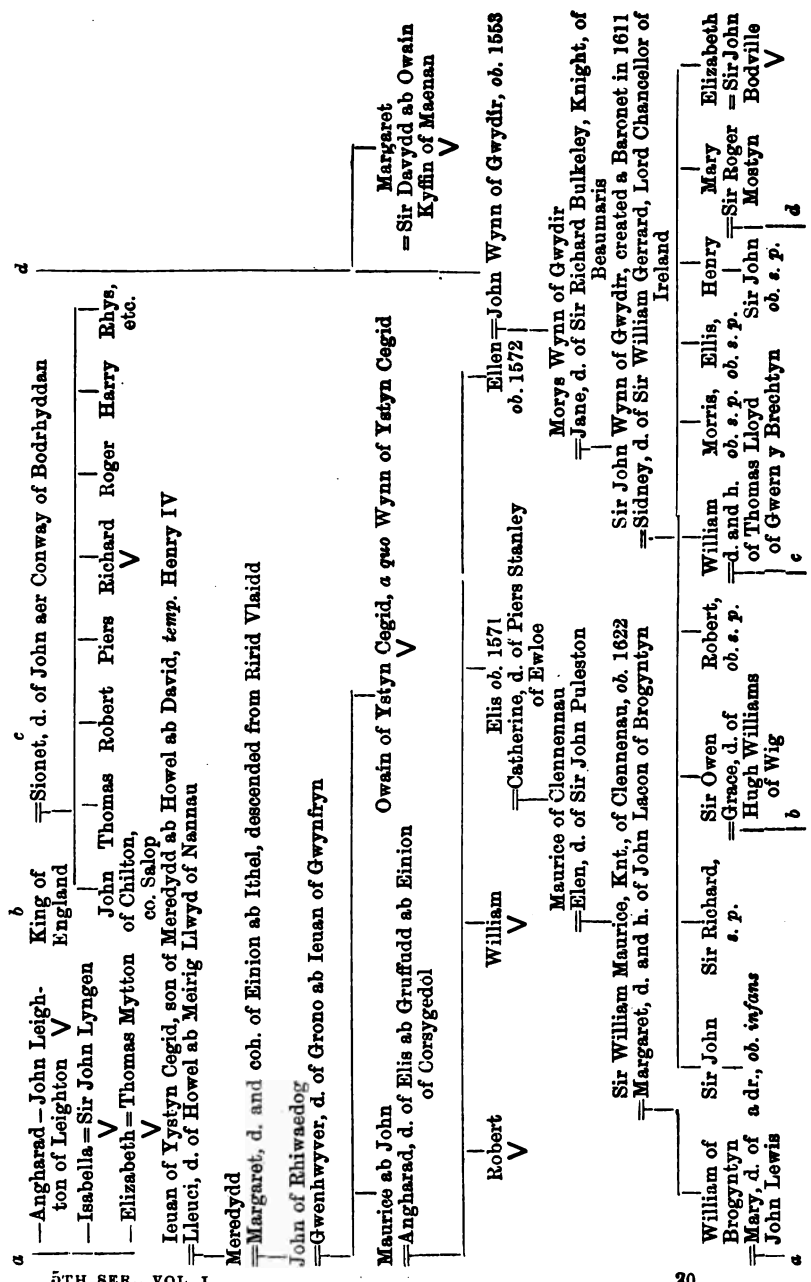 a b c d
—Angharad—John Leigh-
ton of Leighton V
—Isabella=Sir John Lyngen
V
—Elizabeth=Thomas Mytton
V
King of
England
=Sionet, d. of John aer Conway of Bodrhyddan
John Thomas Robert Piers Richard Roger Harry Rhys,
of Chilton, V etc.
co. Salop
Ieuan of Yystyn Cegid, son of Meredydd ab Howel ab David, temp. Henry IV
=Lleuci, d. of Howel ab Meirig Llwyd of Nannau
Meredydd
=Margaret, d. and coh. of Einion ab Ithel, descended from Ririd Vlaidd
John of Rhiwaedog
=Gwenhwyver, d. of Grono ab Ieuan of Gwynfryn
Maurice ab John
=Angharad, d. of Elis ab Gruffudd ab Einion
of Corsygedol
Owain of Ystyn Cegid, a quo Wynn of Ystyn Cegid
V
Margaret
=Sir Davydd ab Owain
Kyffin of Maenan
V
Robert
V
William
V
Elis ob. 1571
=Catherine, d. of Piers Stanley
of Ewloe
Ellen=John Wynn of Gwydir, ob. 1553
ob. 1572
Maurice of Clennennau
=Elen, d. of Sir John Puleston
Morys Wynn of Gwydir
=Jane, d. of Sir Richard Bulkeley, Knight, of
Beaumaris
Sir William Maurice, Knt., of Clennenau, ob. 1622
=Margaret, d. and h. of John Lacon of Brogyntyn
Sir John Wynn of Gwydir, created a Baronet in 1611
=Sidney, d. of Sir William Gerrard, Lord Chancellor of
Ireland
William of
Brogyntyn
=Mary, d. of
John Lewis
a
Sir John
a dr., ob. infans
Sir Richard,
s. p.
Sir Owen
=Grace, d. of
Hugh Williams
of Wig
b
Robert,
ob. s. p.
William
=d. and h.
of Thomas Lloyd
of Gwern y Brechtyn
c
Morris,
ob. s. p.
Ellis,
ob. s. p.
Henry
Sir John
ob. s. p.
Mary
=Sir Roger
Mostyn
d
Elizabeth
=Sir John
Bodville
V
5TH SER., VOL. I.
20